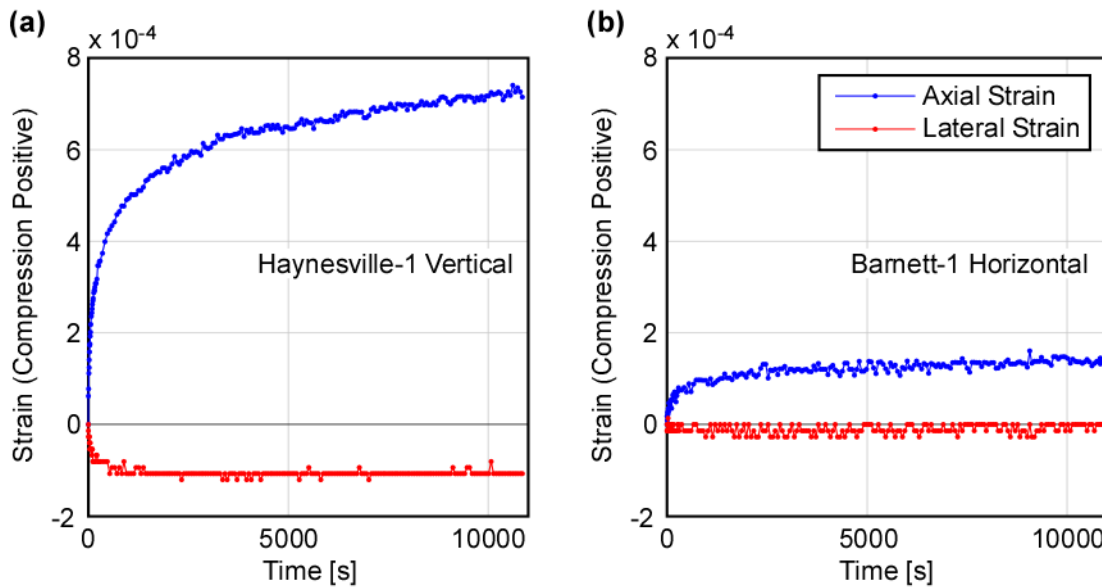 (a)
x 10-4
8
6
4
2
0
-2
Strain (Compression Positive)
Haynesville-1 Vertical
0 5000 10000
Time [s]
(b)
x 10-4
8
6
4
2
0
-2
Strain (Compression Positive)
Axial Strain
Lateral Strain
Barnett-1 Horizontal
0 5000 10000
Time [s]